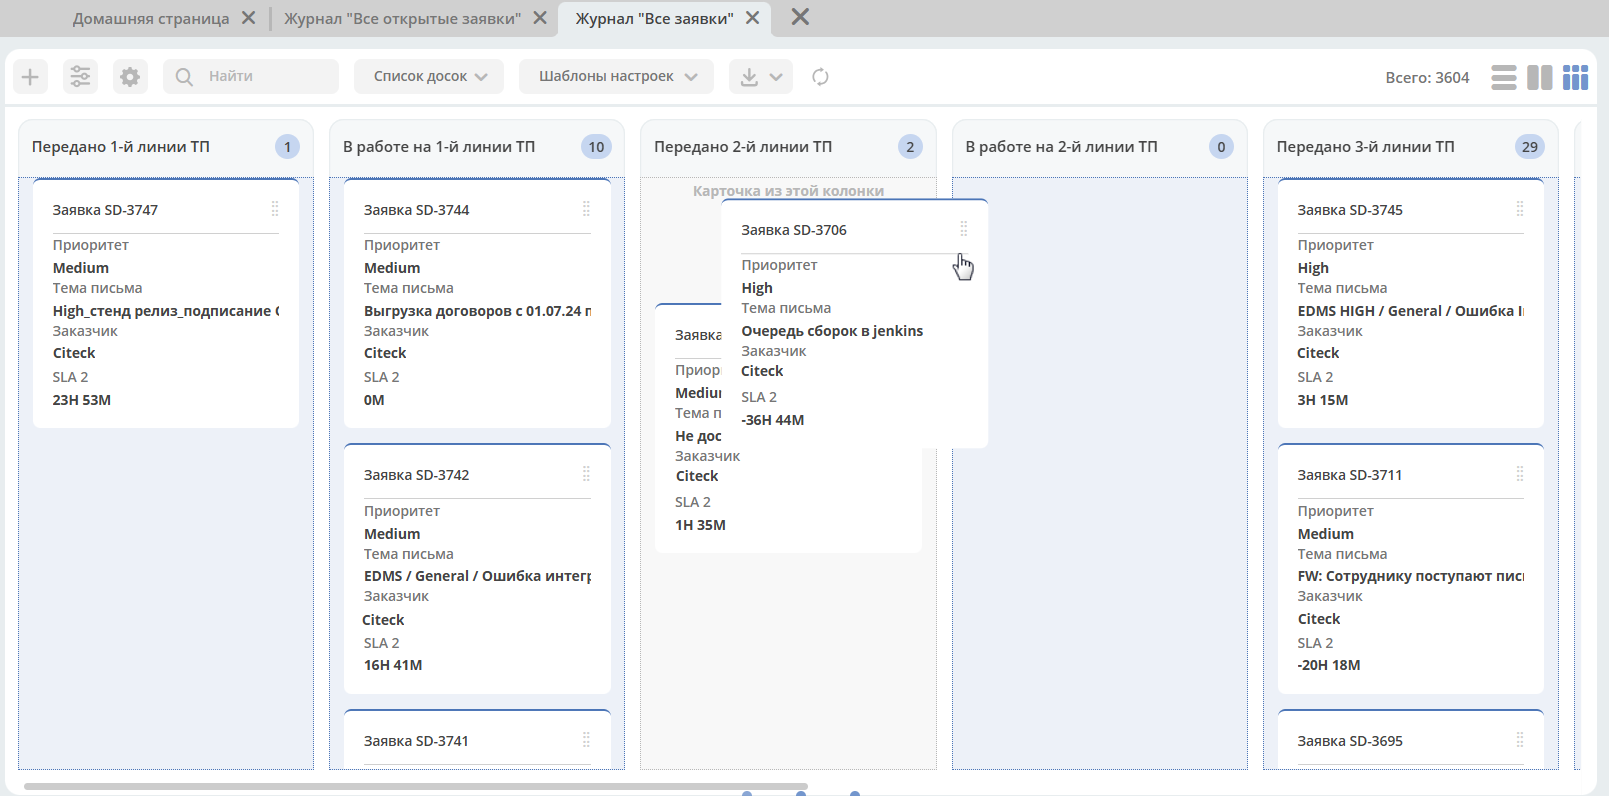 Домашняя страница
Журнал "Все открытые заявки"
Журнал "Все заявки"
Найти
Список досок
Шаблоны настроек
Всего: 3604
Передано 1-й линии ТП 1
Заявка SD-3747
Приоритет
Medium
Тема письма
High_стенд релиз_подписание
Заказчик
Citeck
SLA 2
23H 53M
В работе на 1-й линии ТП 10
Заявка SD-3744
Приоритет
Medium
Тема письма
Выгрузка договоров с 01.07.24
Заказчик
Citeck
SLA 2
0M
Заявка SD-3742
Приоритет
Medium
Тема письма
EDMS / General / Ошибка интегр
Заказчик
Citeck
SLA 2
16H 41M
Заявка SD-3741
Передано 2-й линии ТП 2
Карточка из этой колонки
Заявка SD-3706
Приоритет
High
Тема письма
Очередь сборок в jenkins
Заказчик
Citeck
SLA 2
-36H 44M
Заявка
Приор
Mediu
Тема п
Не дос
Заказчик
Citeck
SLA 2
1H 35M
В работе на 2-й линии ТП 0
Передано 3-й линии ТП 29
Заявка SD-3745
Приоритет
High
Тема письма
EDMS HIGH / General / Ошибка
Заказчик
Citeck
SLA 2
3H 15M
Заявка SD-3711
Приоритет
Medium
Тема письма
FW: Сотруднику поступают пис
Заказчик
Citeck
SLA 2
-20H 18M
Заявка SD-3695